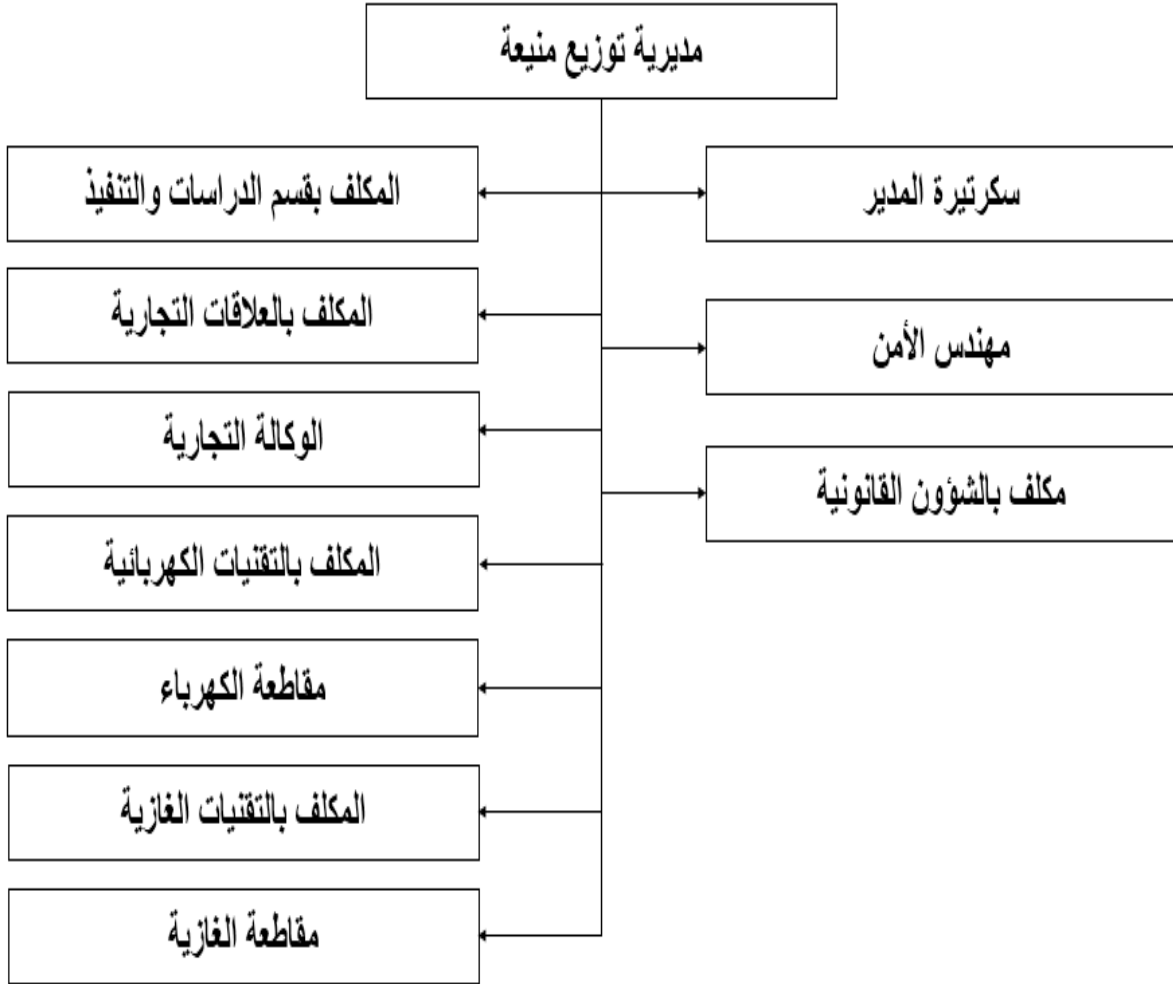 مديرية توزيع منيعة
سكرتيرة المدير
مهندس الأمن
مكلف بالشؤون القانونية
المكلف بقسم الدراسات والتنفيذ
المكلف بالعلاقات التجارية
الوكالة التجارية
المكلف بالتقنيات الكهربائية
مقاطعة الكهرباء
المكلف بالتقنيات الغازية
مقاطعة الغازية